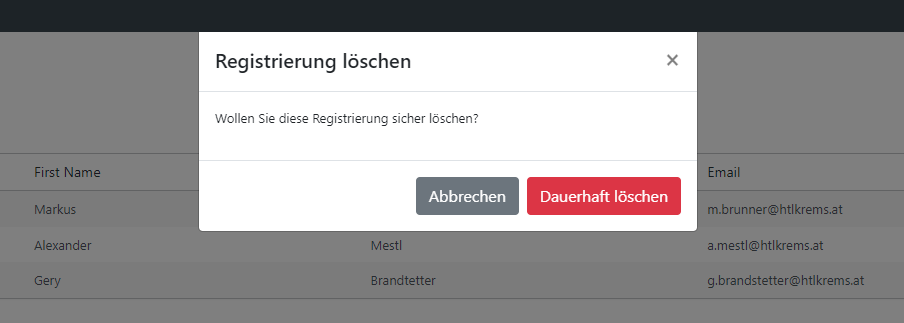 Registrierung löschen ×
Wollen Sie diese Registrierung sicher löschen?
Abbrechen Dauerhaft löschen
First Name Email
Markus m.brunner@htlkrems.at
Alexander Mestl a.mestl@htlkrems.at
Gery Brandtetter g.brandstetter@htlkrems.at